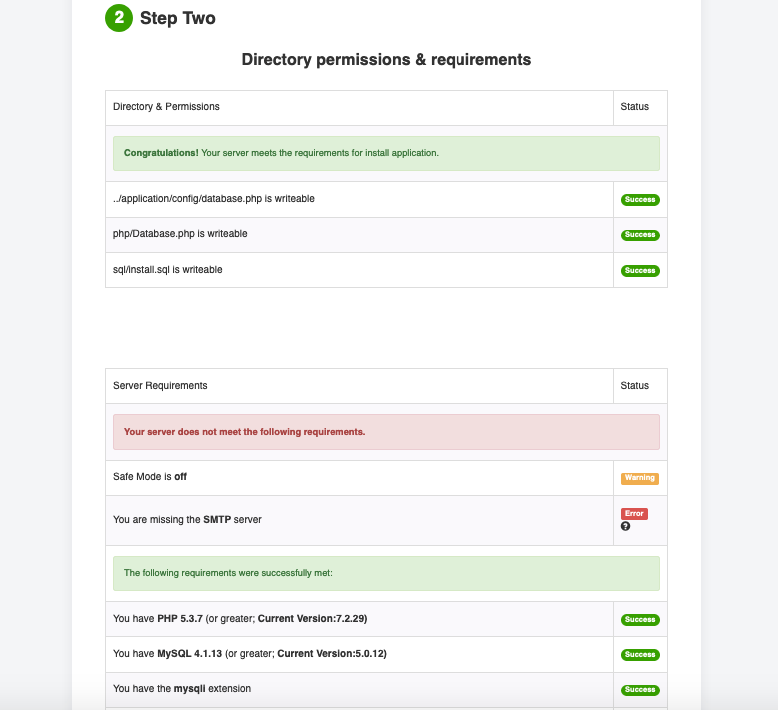 2 Step Two
Directory permissions & requirements
Directory & Permissions Status
Congratulations! Your server meets the requirements for install application.
../application/config/database.php is writeable Success
php/Database.php is writeable Success
sql/install.sql is writeable Success
Server Requirements Status
Your server does not meet the following requirements.
Safe Mode is off Warning
You are missing the SMTP server Error
?
The following requirements were successfully met:
You have PHP 5.3.7 (or greater; Current Version:7.2.29) Success
You have MySQL 4.1.13 (or greater; Current Version:5.0.12) Success
You have the mysqli extension Success